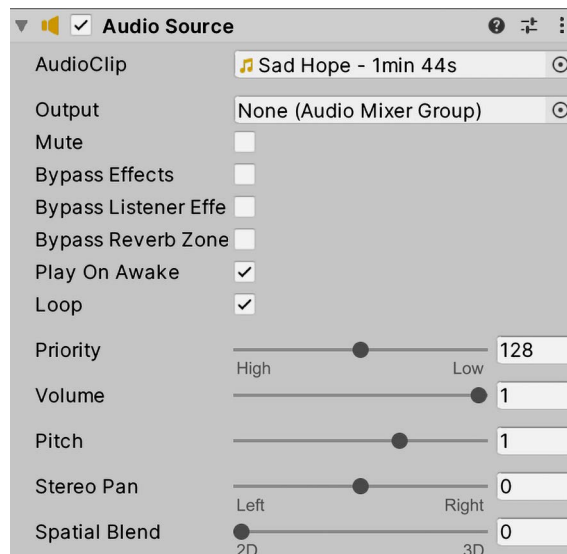 Audio Source
AudioClip Sad Hope - 1min 44s
Output None (Audio Mixer Group)
Mute
Bypass Effects
Bypass Listener Effe
Bypass Reverb Zone
Play On Awake
Loop
Priority 128
High Low
Volume 1
Pitch 1
Stereo Pan 0
Left Right
Spatial Blend 0
2D 3D